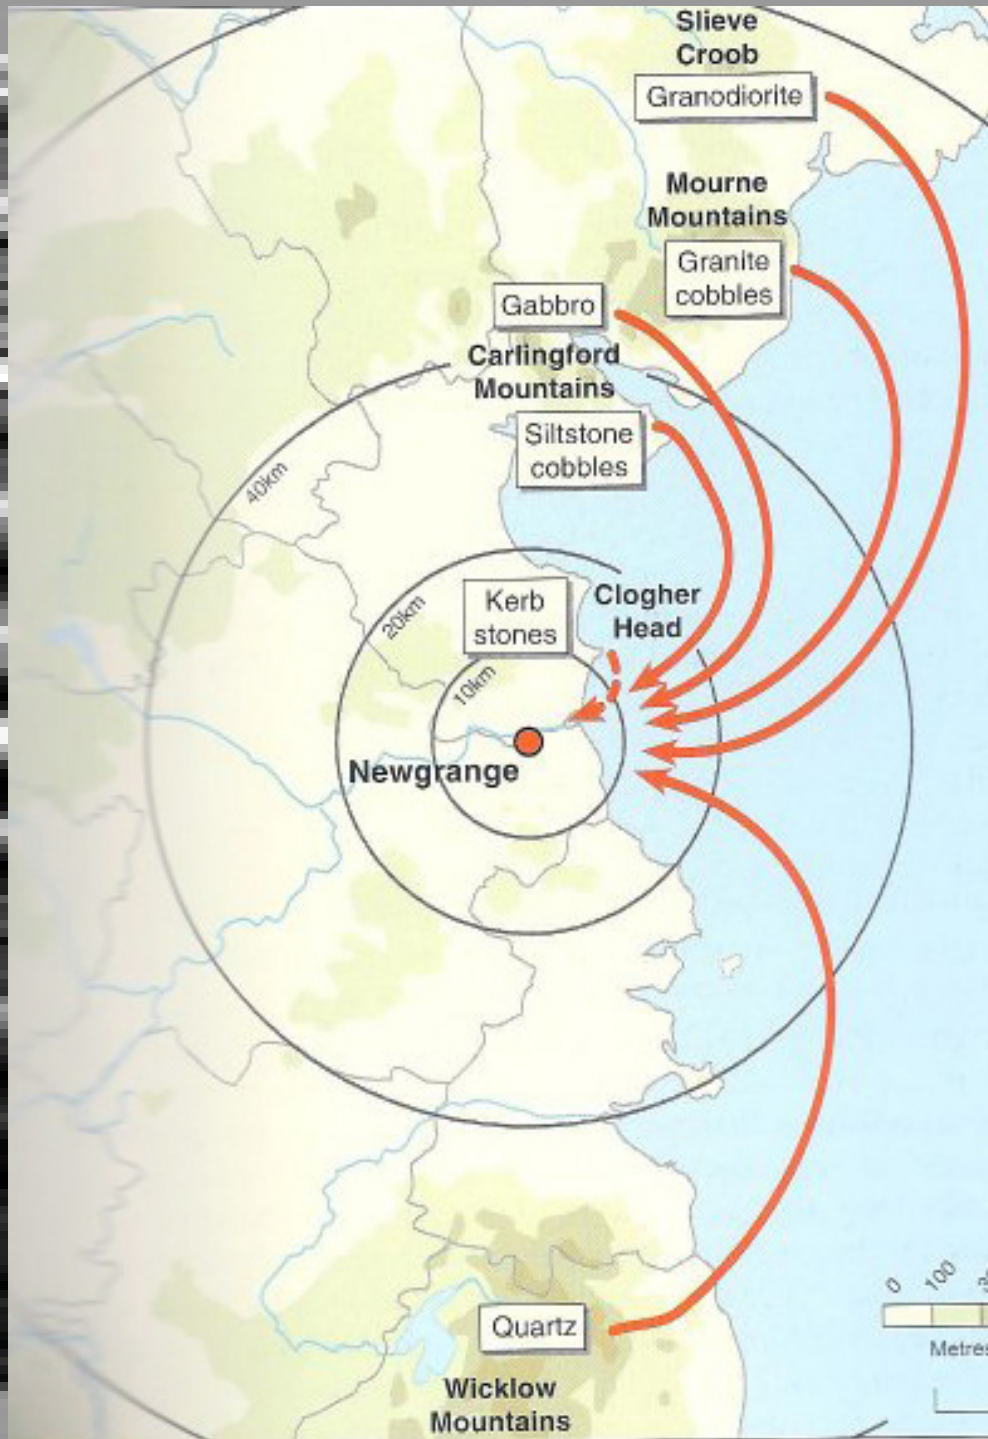 Slieve
Croob
Granodiorite
Mourne
Mountains
Granite
cobbles
Gabbro
Carlingford
Mountains
Siltstone
cobbles
40km
20km
Kerb
stones
Clogher
Head
10km
Newgrange
0
100
Metres
Quartz
Wicklow
Mountains